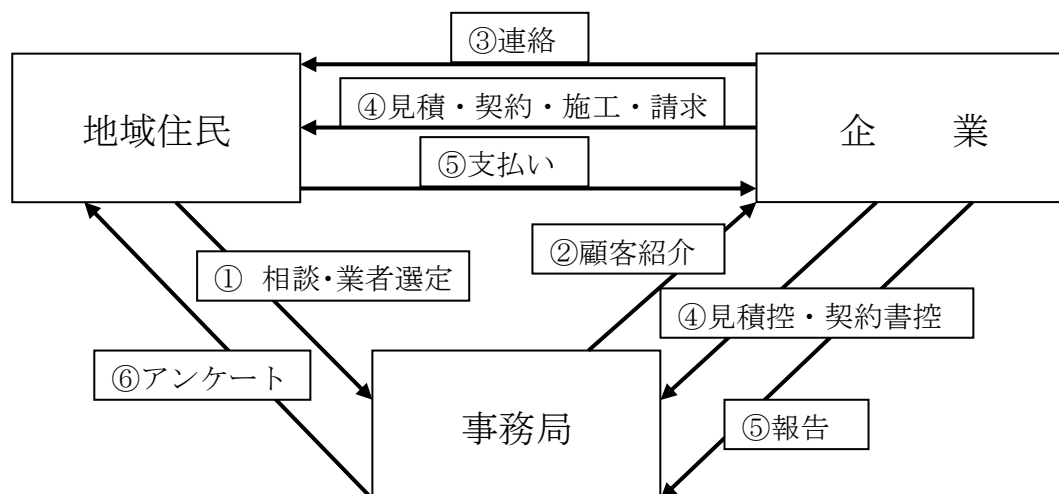 ③連絡
④見積・契約・施工・請求
地域住民
企　　業
⑤支払い
②顧客紹介
①　相談・業者選定
④見積控・契約書控
⑥アンケート
事務局
⑤報告